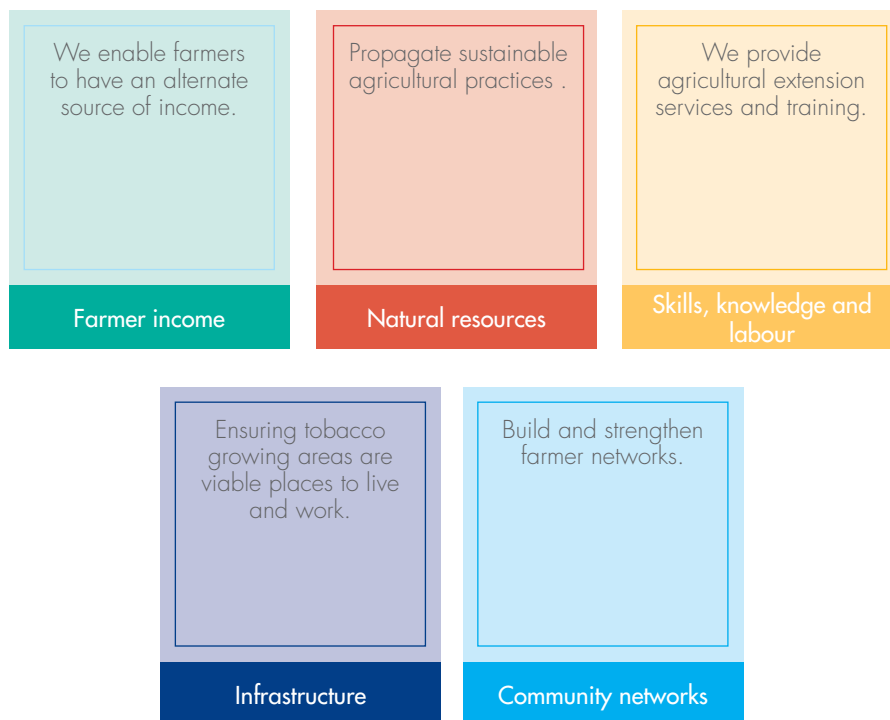 We enable farmers
to have an alternate
source of income.
Farmer income
Propagate sustainable
agricultural practices .
Natural resources
We provide
agricultural extension
services and training.
Skills, knowledge and
labour
Ensuring tobacco
growing areas are
viable places to live
and work.
Infrastructure
Build and strengthen
farmer networks.
Community networks